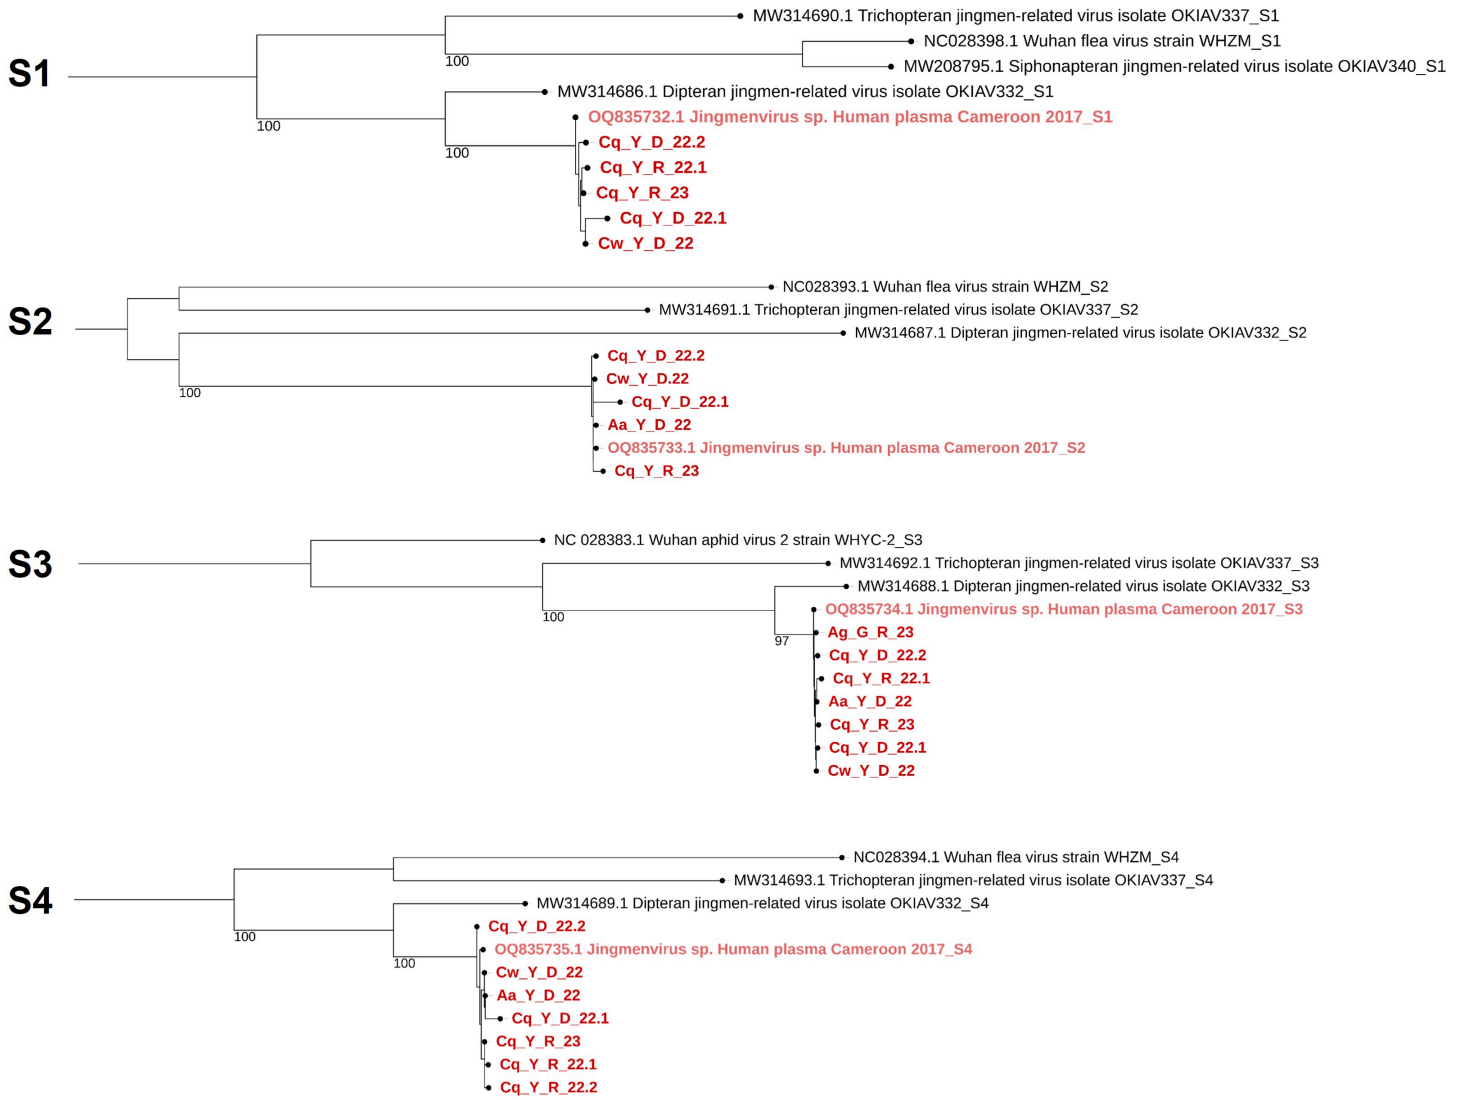 S1
MW314690.1 Trichopteran jingmen-related virus isolate OKIAV337_S1
NC028398.1 Wuhan flea virus strain WHZM_S1
100
MW208795.1 Siphonapteran jingmen-related virus isolate OKIAV340_S1
MW314686.1 Dipteran jingmen-related virus isolate OKIAV332_S1
OQ835732.1 Jingmenvirus sp. Human plasma Cameroon 2017_S1
100
Cq_Y_D_22.2
100
Cq_Y_R_22.1
Cq_Y_R_23
Cq_Y_D_22.1
Cw_Y_D_22
S2
NC028393.1 Wuhan flea virus strain WHZM_S2
MW314691.1 Trichopteran jingmen-related virus isolate OKIAV337_S2
MW314687.1 Dipteran jingmen-related virus isolate OKIAV332_S2
Cq_Y_D_22.2
Cw_Y_D.22
100
Cq_Y_D_22.1
Aa_Y_D_22
OQ835733.1 Jingmenvirus sp. Human plasma Cameroon 2017_S2
Cq_Y_R_23
S3
NC 028383.1 Wuhan aphid virus 2 strain WHYC-2_S3
MW314692.1 Trichopteran jingmen-related virus isolate OKIAV337_S3
MW314688.1 Dipteran jingmen-related virus isolate OKIAV332_S3
OQ835734.1 Jingmenvirus sp. Human plasma Cameroon 2017_S3
100
Ag_G_R_23
97
Cq_Y_D_22.2
Cq_Y_R_22.1
Aa_Y_D_22
Cq_Y_R_23
Cq_Y_D_22.1
Cw_Y_D_22
S4
NC028394.1 Wuhan flea virus strain WHZM_S4
MW314693.1 Trichopteran jingmen-related virus isolate OKIAV337_S4
MW314689.1 Dipteran jingmen-related virus isolate OKIAV332_S4
Cq_Y_D_22.2
100
OQ835735.1 Jingmenvirus sp. Human plasma Cameroon 2017_S4
100
Cw_Y_D_22
Aa_Y_D_22
Cq_Y_D_22.1
Cq_Y_R_23
Cq_Y_R_22.1
Cq_Y_R_22.2